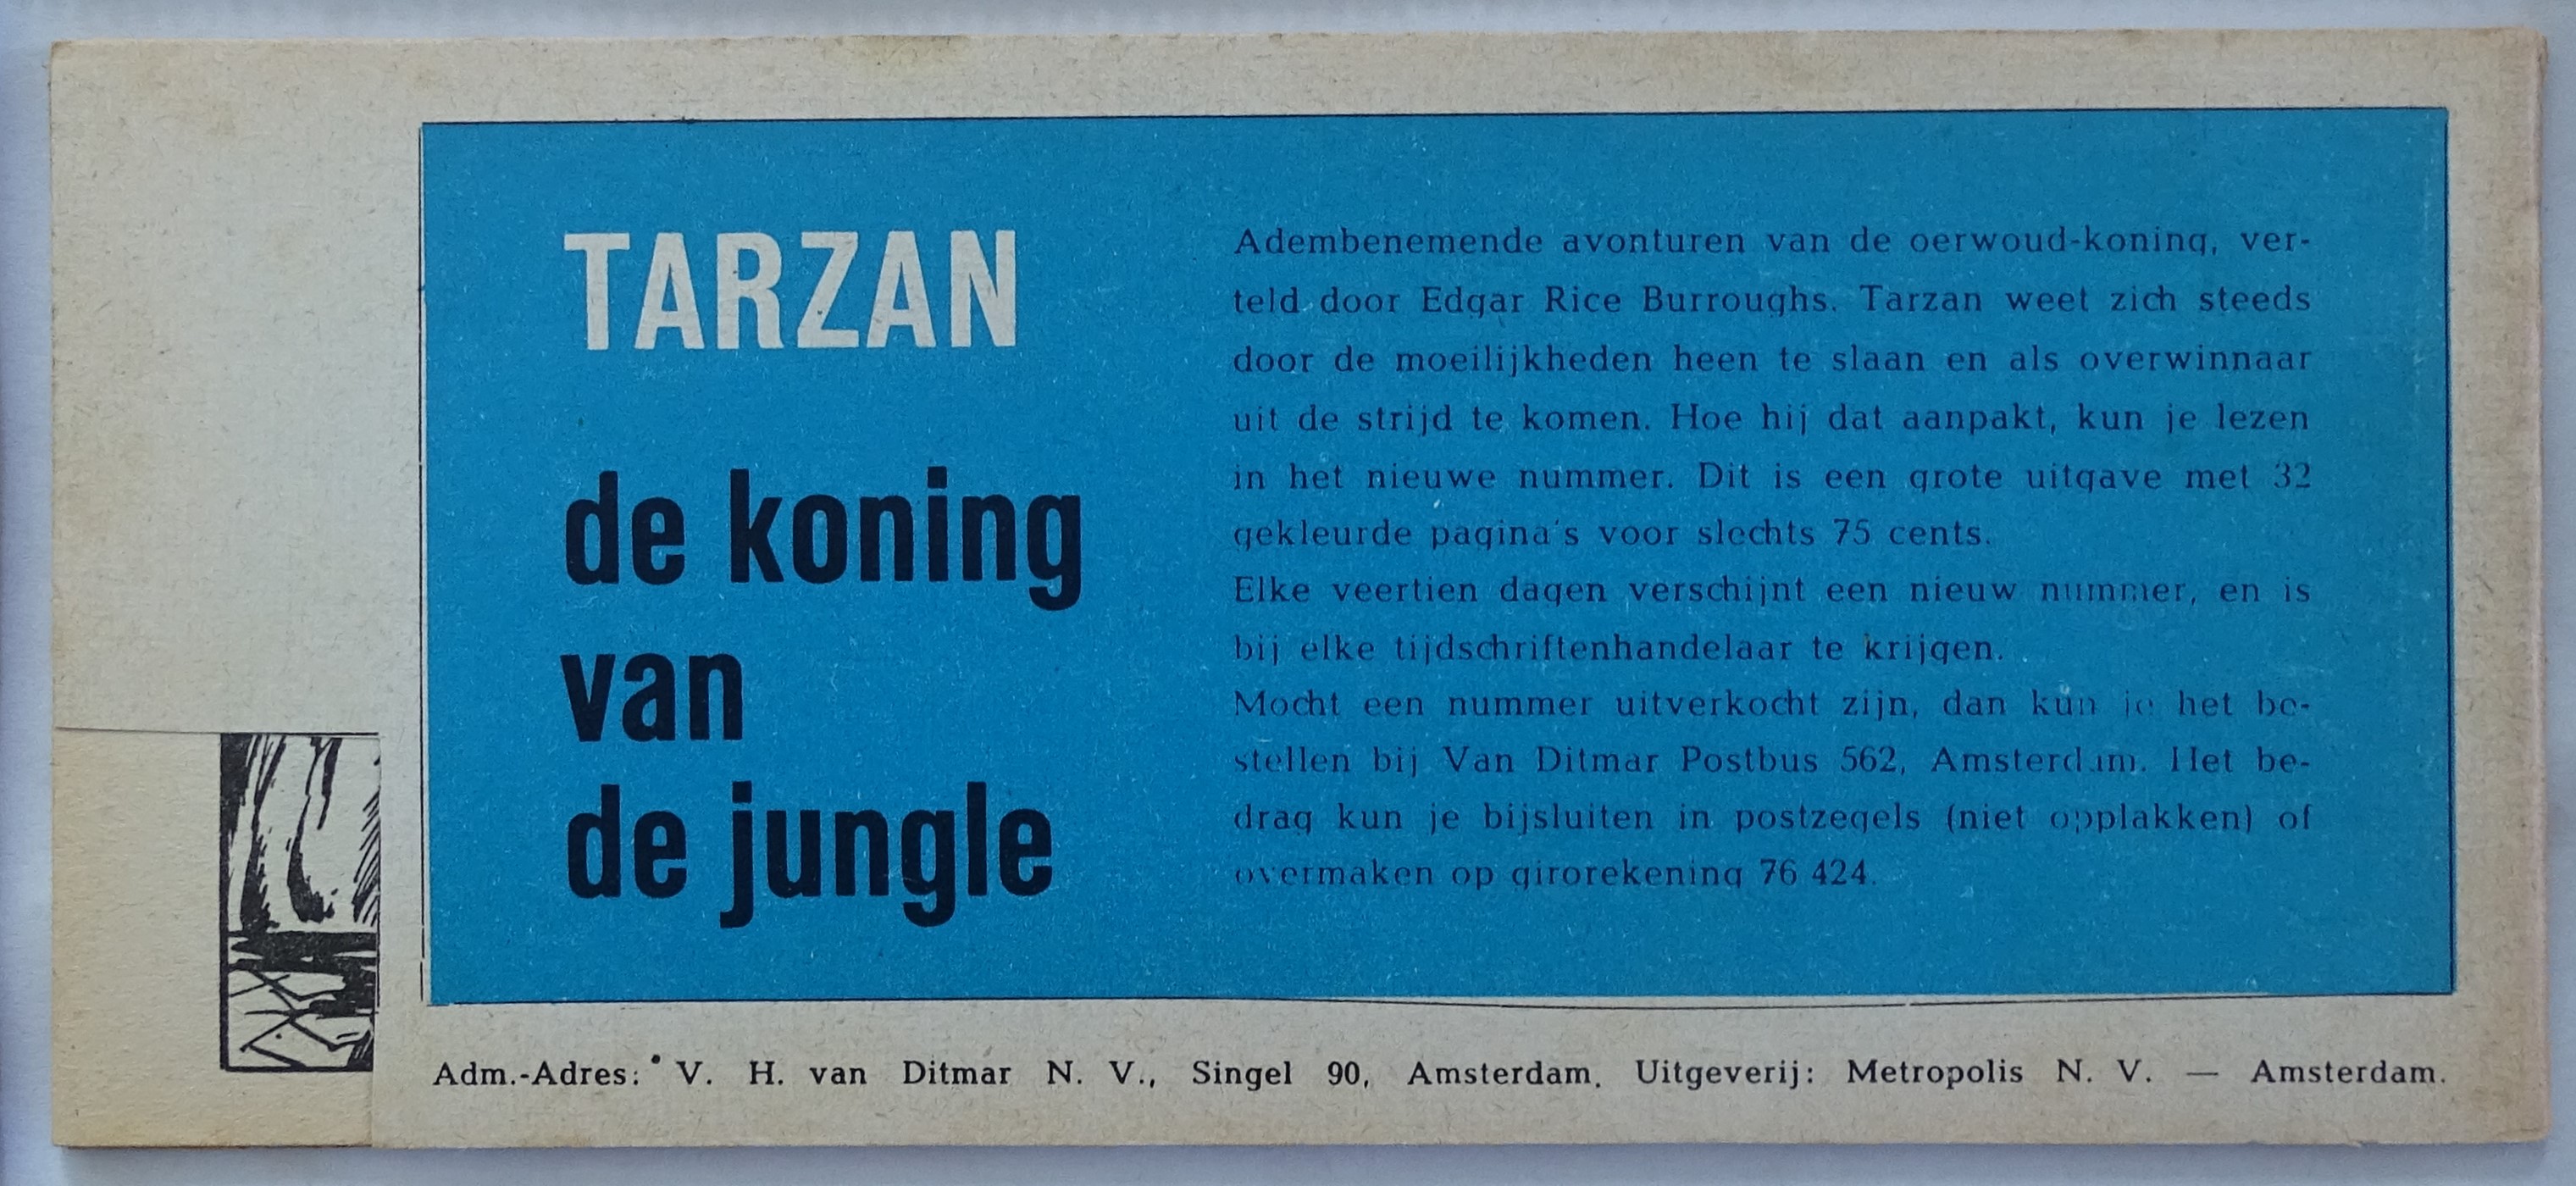 TARZAN
de koning
van
de jungle
Adembenemende avonturen van de oerwoud-koning, ver-
teld door Edgar Rice Burroughs. Tarzan weet zich steeds
door de moeilijkheden heen te slaan en als overwinnaar
uit de strijd te komen. Hoe hij dat aanpakt, kun je lezen
in het nieuwe nummer. Dit is een grote uitgave met 32
gekleurde pagina's voor slechts 75 cents.
Elke veertien dagen verschijnt een nieuw nummer, en is
bij elke tijdschriftenhandelaar te krijgen.
Mocht een nummer uitverkocht zijn, dan kun je het be-
stellen bij Van Ditmar Postbus 562, Amsterdam. Het be-
drag kun je bijsluiten in postzegels (niet opplakken) of
overmaken op girorekening 76 424.
Adm.-Adres: V. H. van Ditmar N. V., Singel 90, Amsterdam. Uitgeverij: Metropolis N. V. — Amsterdam.